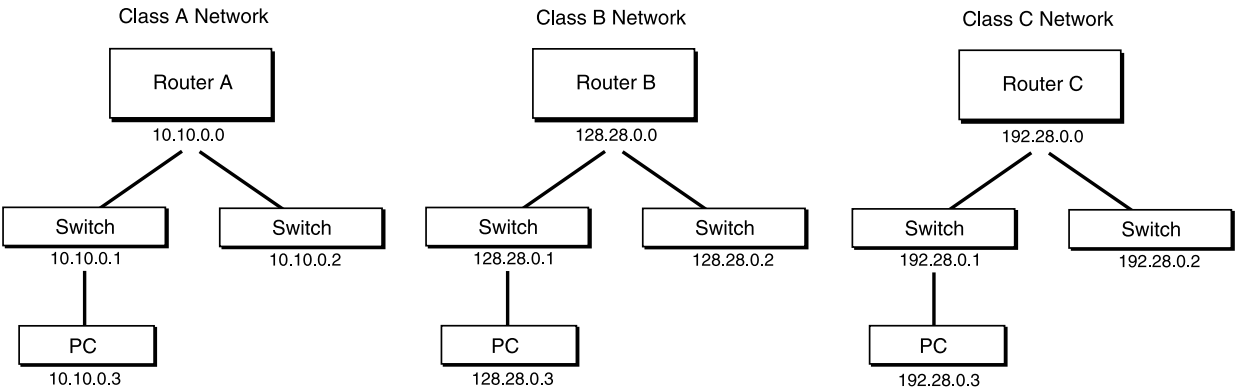 Class A Network
Class B Network
Class C Network
Router A
Router B
Router C
10.10.0.0
128.28.0.0
192.28.0.0
Switch
Switch
Switch
Switch
Switch
Switch
10.10.0.1
10.10.0.2
128.28.0.1
128.28.0.2
192.28.0.1
192.28.0.2
PC
PC
PC
10.10.0.3
128.28.0.3
192.28.0.3